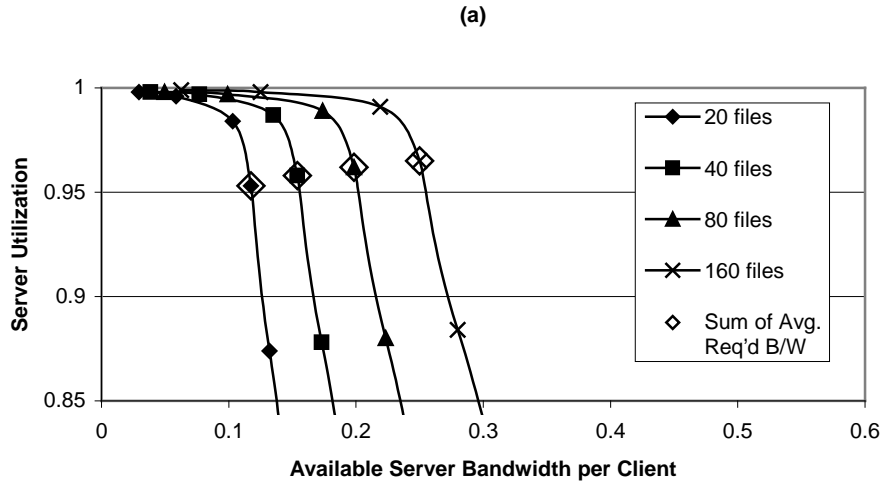 (a)
1
0.95
0.9
0.85
Server Utilization
0
0.1
0.2
0.3
0.4
0.5
0.6
Available Server Bandwidth per Client
20 files
40 files
80 files
160 files
Sum of Avg.
Req'd B/W